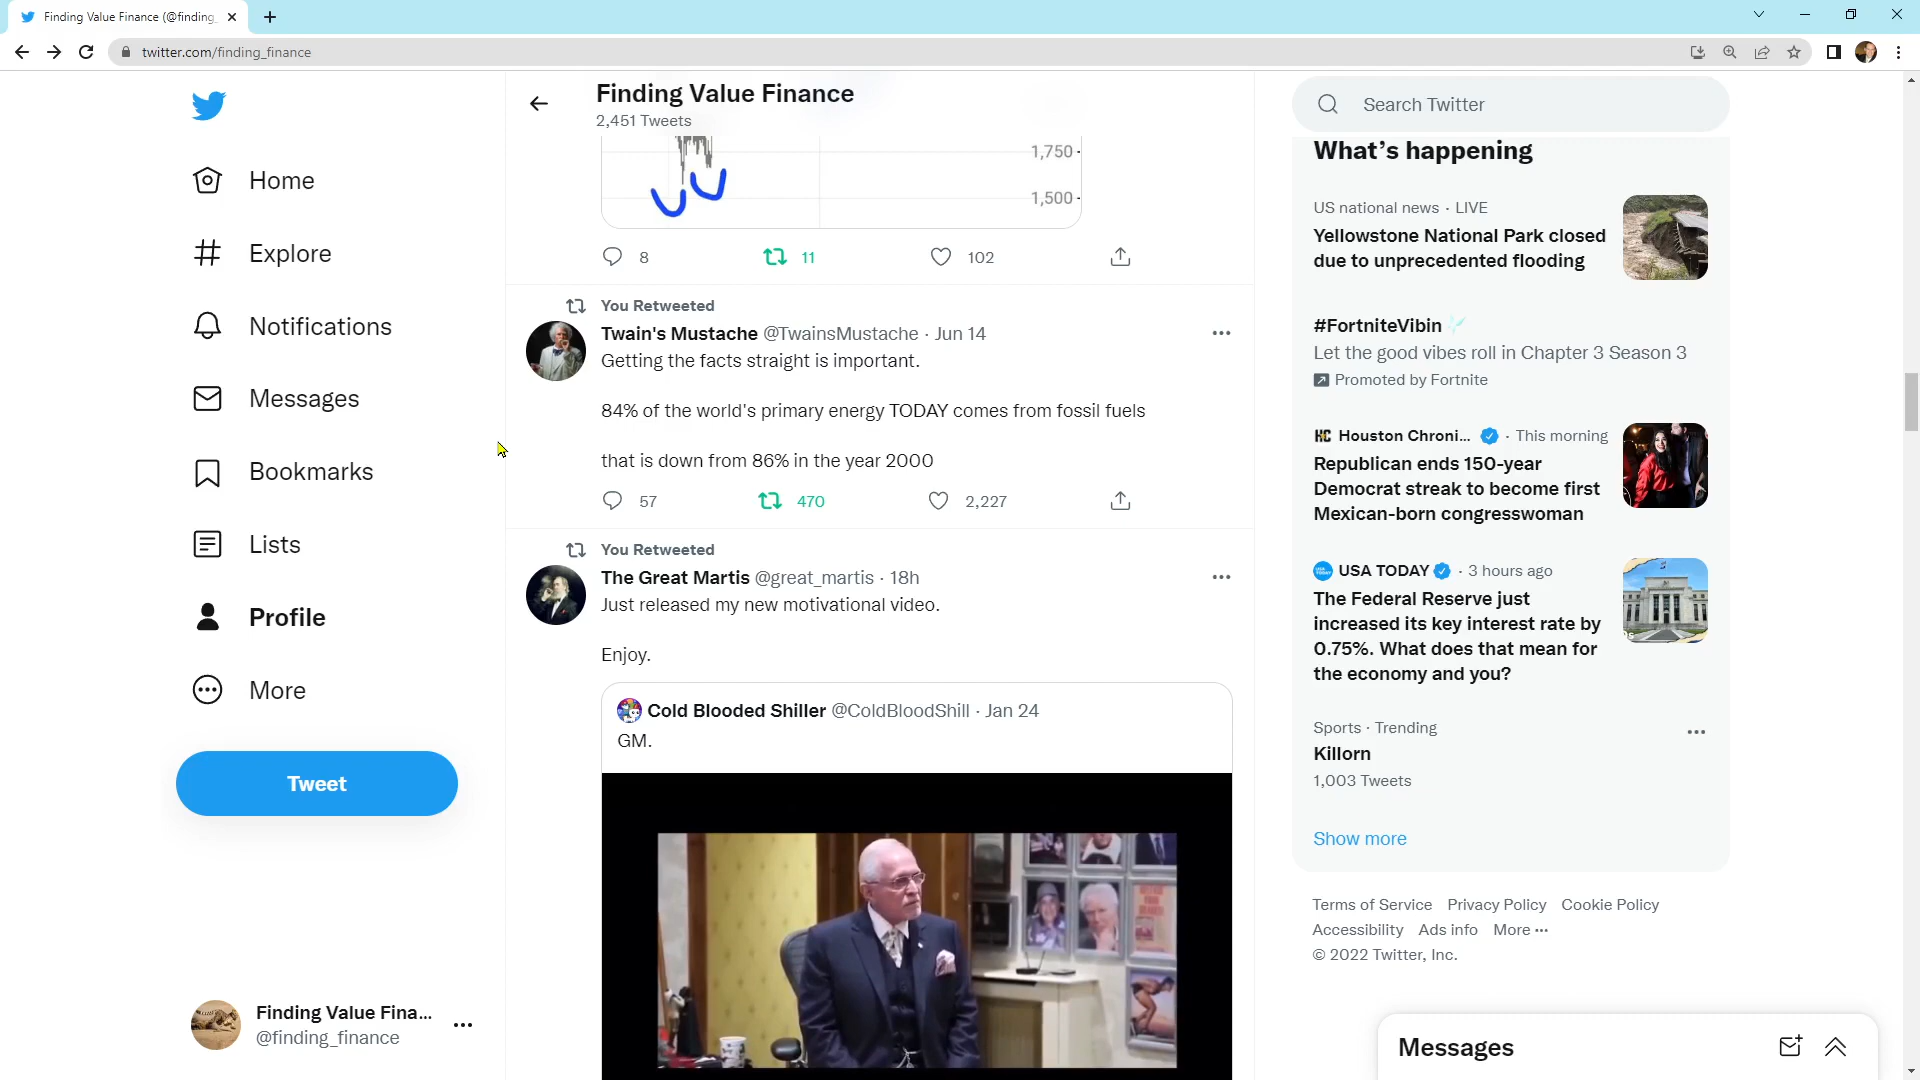 Finding Value Finance (@finding_
twitter.com/finding_finance
Home
Explore
Notifications
Messages
Bookmarks
Lists
Profile
More
Tweet
Finding Value Fina...
@finding_finance
Finding Value Finance
2,451 Tweets
1,750
1,500
8 11 102
You Retweeted
Twain's Mustache @TwainsMustache · Jun 14
Getting the facts straight is important.
84% of the world's primary energy TODAY comes from fossil fuels
that is down from 86% in the year 2000
57 470 2,227
You Retweeted
The Great Martis @great_martis · 18h
Just released my new motivational video.
Enjoy.
Cold Blooded Shiller @ColdBloodShill · Jan 24
GM.
Search Twitter
What's happening
US national news · LIVE
Yellowstone National Park closed
due to unprecedented flooding
#FortniteVibin
Let the good vibes roll in Chapter 3 Season 3
Promoted by Fortnite
HC Houston Chroni... · This morning
Republican ends 150-year
Democrat streak to become first
Mexican-born congresswoman
USA TODAY · 3 hours ago
The Federal Reserve just
increased its key interest rate by
0.75%. What does that mean for
the economy and you?
Sports · Trending
Killorn
1,003 Tweets
Show more
Terms of Service Privacy Policy Cookie Policy
Accessibility Ads info More ···
© 2022 Twitter, Inc.
Messages